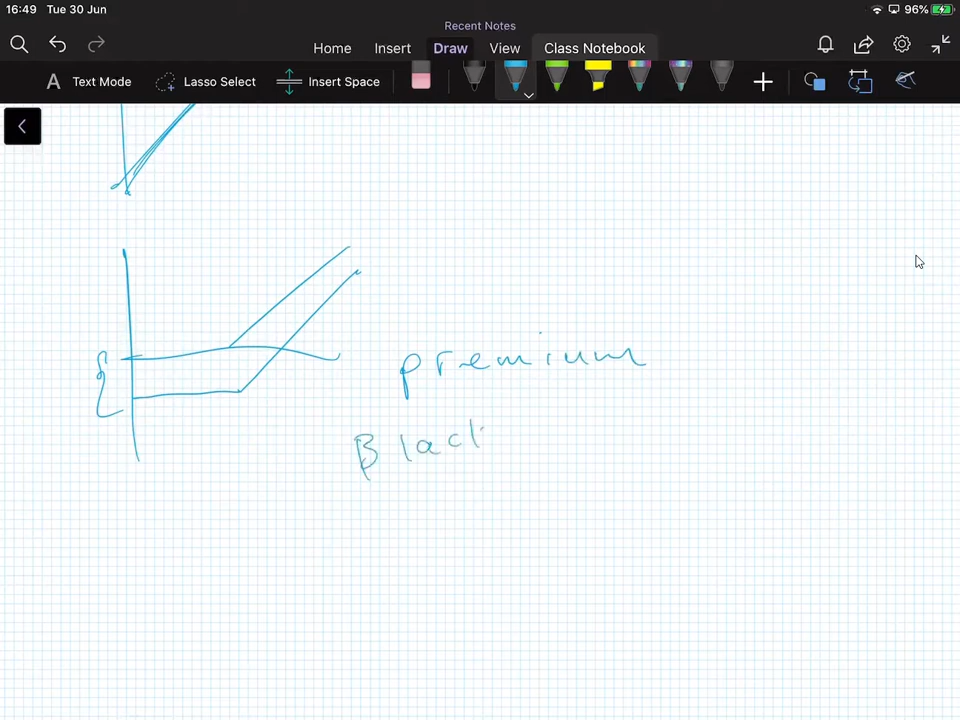 16:49 Tue 30 Jun
96%
Recent Notes
Home Insert Draw View Class Notebook
Text Mode Lasso Select Insert Space
premium
Black